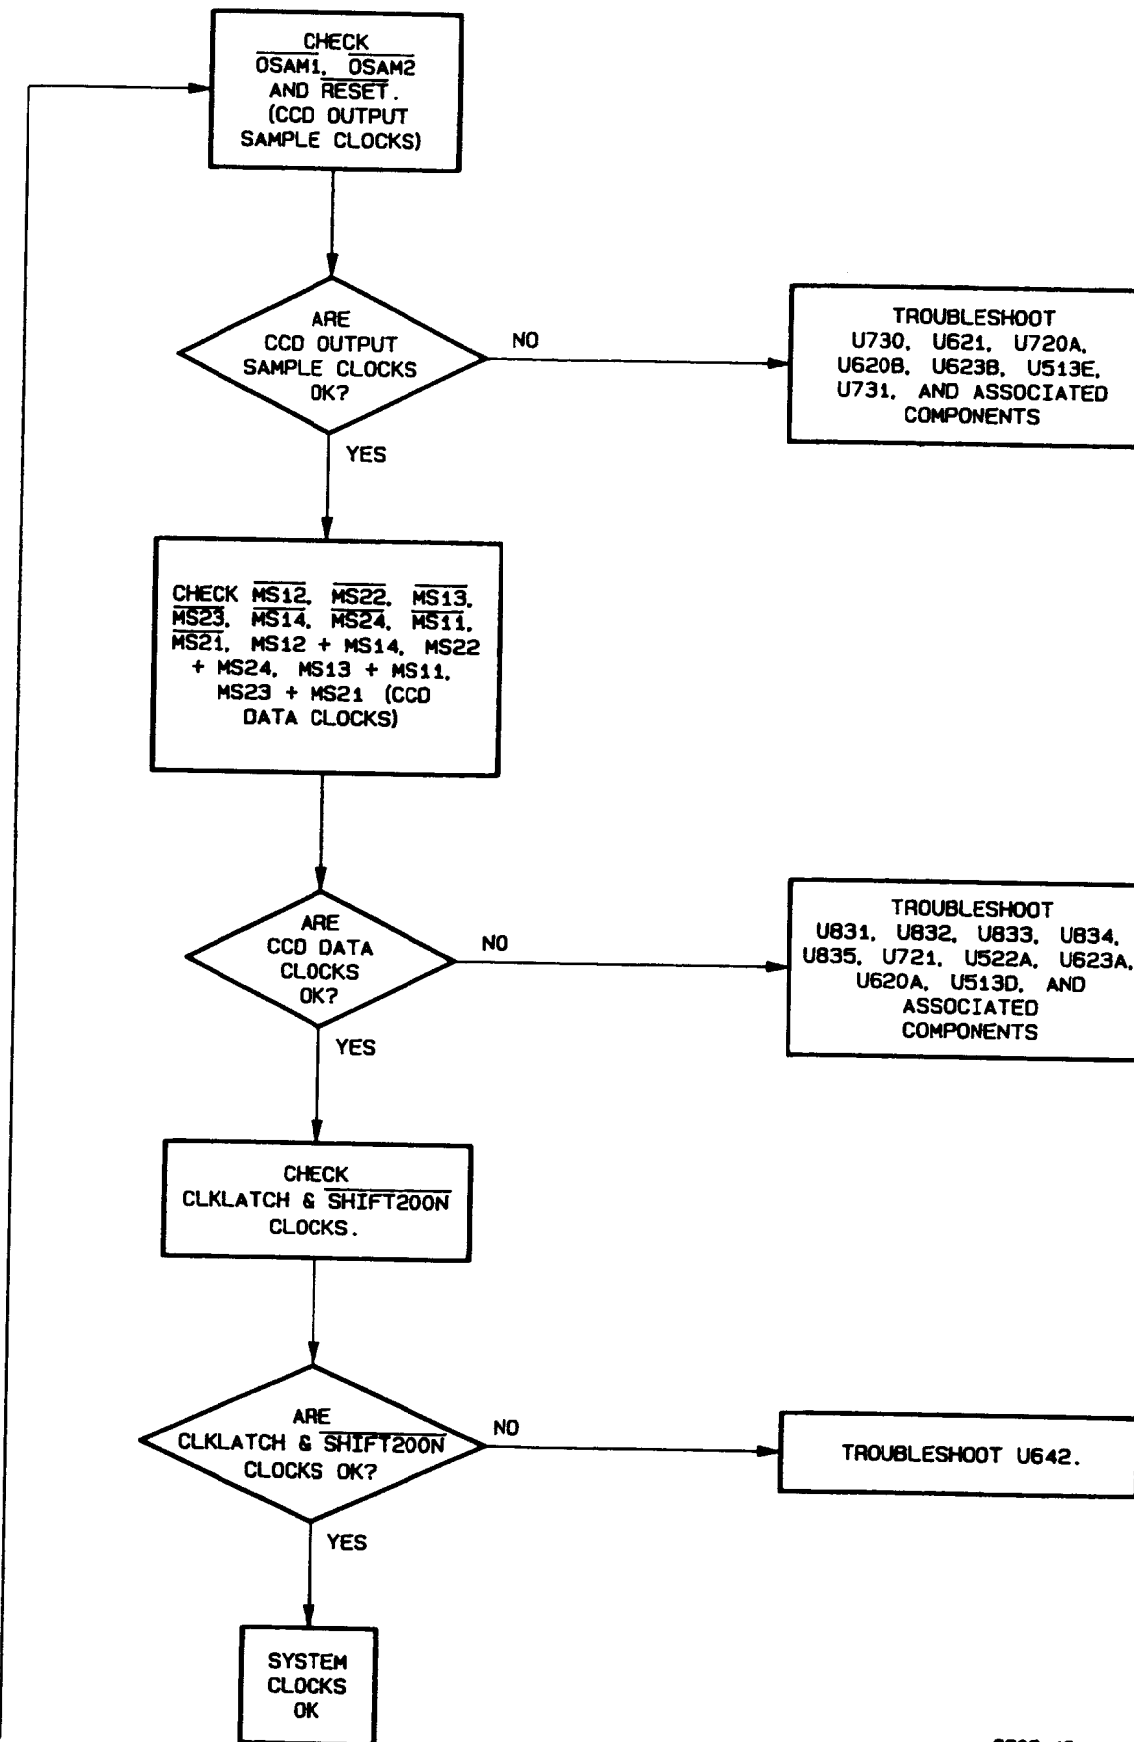 CHECK
OSAM1, OSAM2
AND RESET.
(CCD OUTPUT
SAMPLE CLOCKS)
ARE
CCD OUTPUT
SAMPLE CLOCKS
OK?
NO
TROUBLESHOOT
U730, U621, U720A,
U620B, U623B, U513E,
U731, AND ASSOCIATED
COMPONENTS
YES
CHECK MS12, MS22, MS13,
MS23, MS14, MS24, MS11,
MS21, MS12 + MS14, MS22
+ MS24, MS13 + MS11,
MS23 + MS21 (CCD
DATA CLOCKS)
ARE
CCD DATA
CLOCKS
OK?
NO
TROUBLESHOOT
U831, U832, U833, U834,
U835, U721, U522A, U623A,
U620A, U513D, AND
ASSOCIATED
COMPONENTS
YES
CHECK
CLKLATCH & SHIFT200N
CLOCKS.
ARE
CLKLATCH & SHIFT200N
CLOCKS OK?
NO
TROUBLESHOOT U642.
YES
SYSTEM
CLOCKS
OK